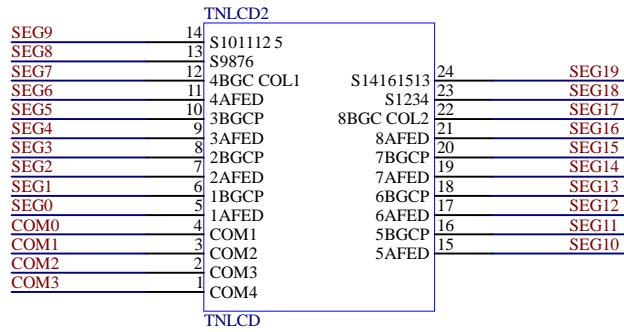 TNLCD2
SEG9 14 S101112 5
SEG8 13 S9876
SEG7 12 4BGC COL1 S14161513 24 SEG19
SEG6 11 4AFED S1234 23 SEG18
SEG5 10 3BGCP 8BGC COL2 22 SEG17
SEG4 9 3AFED 8AFED 21 SEG16
SEG3 8 2BGCP 7BGCP 20 SEG15
SEG2 7 2AFED 7AFED 19 SEG14
SEG1 6 1BGCP 6BGCP 18 SEG13
SEG0 5 1AFED 6AFED 17 SEG12
COM0 4 COM1 5BGCP 16 SEG11
COM1 3 COM2 5AFED 15 SEG10
COM2 2 COM3
COM3 1 COM4
TNLCD